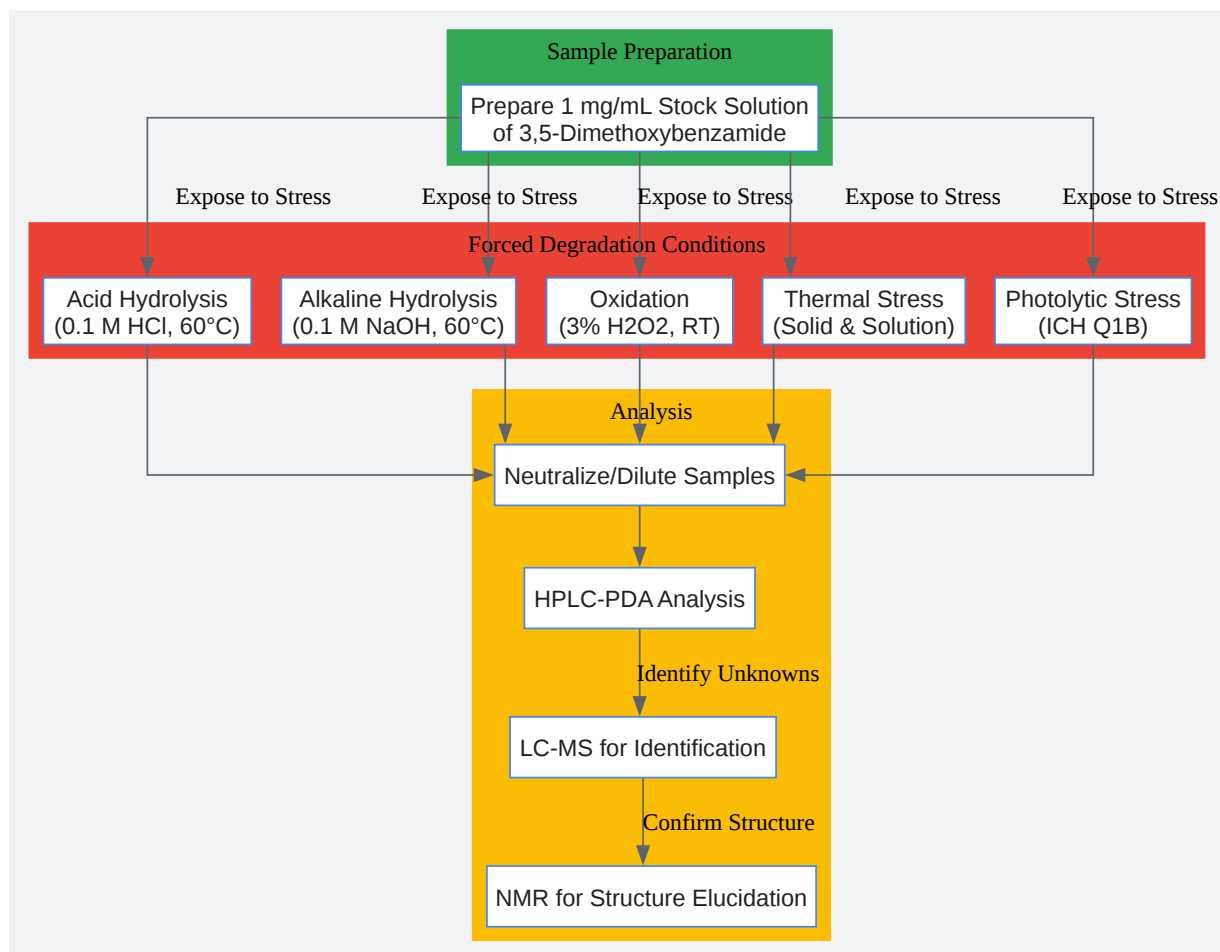 Sample Preparation
Prepare 1 mg/mL Stock Solution
of 3,5-Dimethoxybenzamide
Expose to Stress
Expose to Stress
Expose to Stress
Expose to Stress
Expose to Stress
Forced Degradation Conditions
Acid Hydrolysis
(0.1 M HCl, 60°C)
Alkaline Hydrolysis
(0.1 M NaOH, 60°C)
Oxidation
(3% H2O2, RT)
Thermal Stress
(Solid & Solution)
Photolytic Stress
(ICH Q1B)
Analysis
Neutralize/Dilute Samples
HPLC-PDA Analysis
Identify Unknowns
LC-MS for Identification
Confirm Structure
NMR for Structure Elucidation